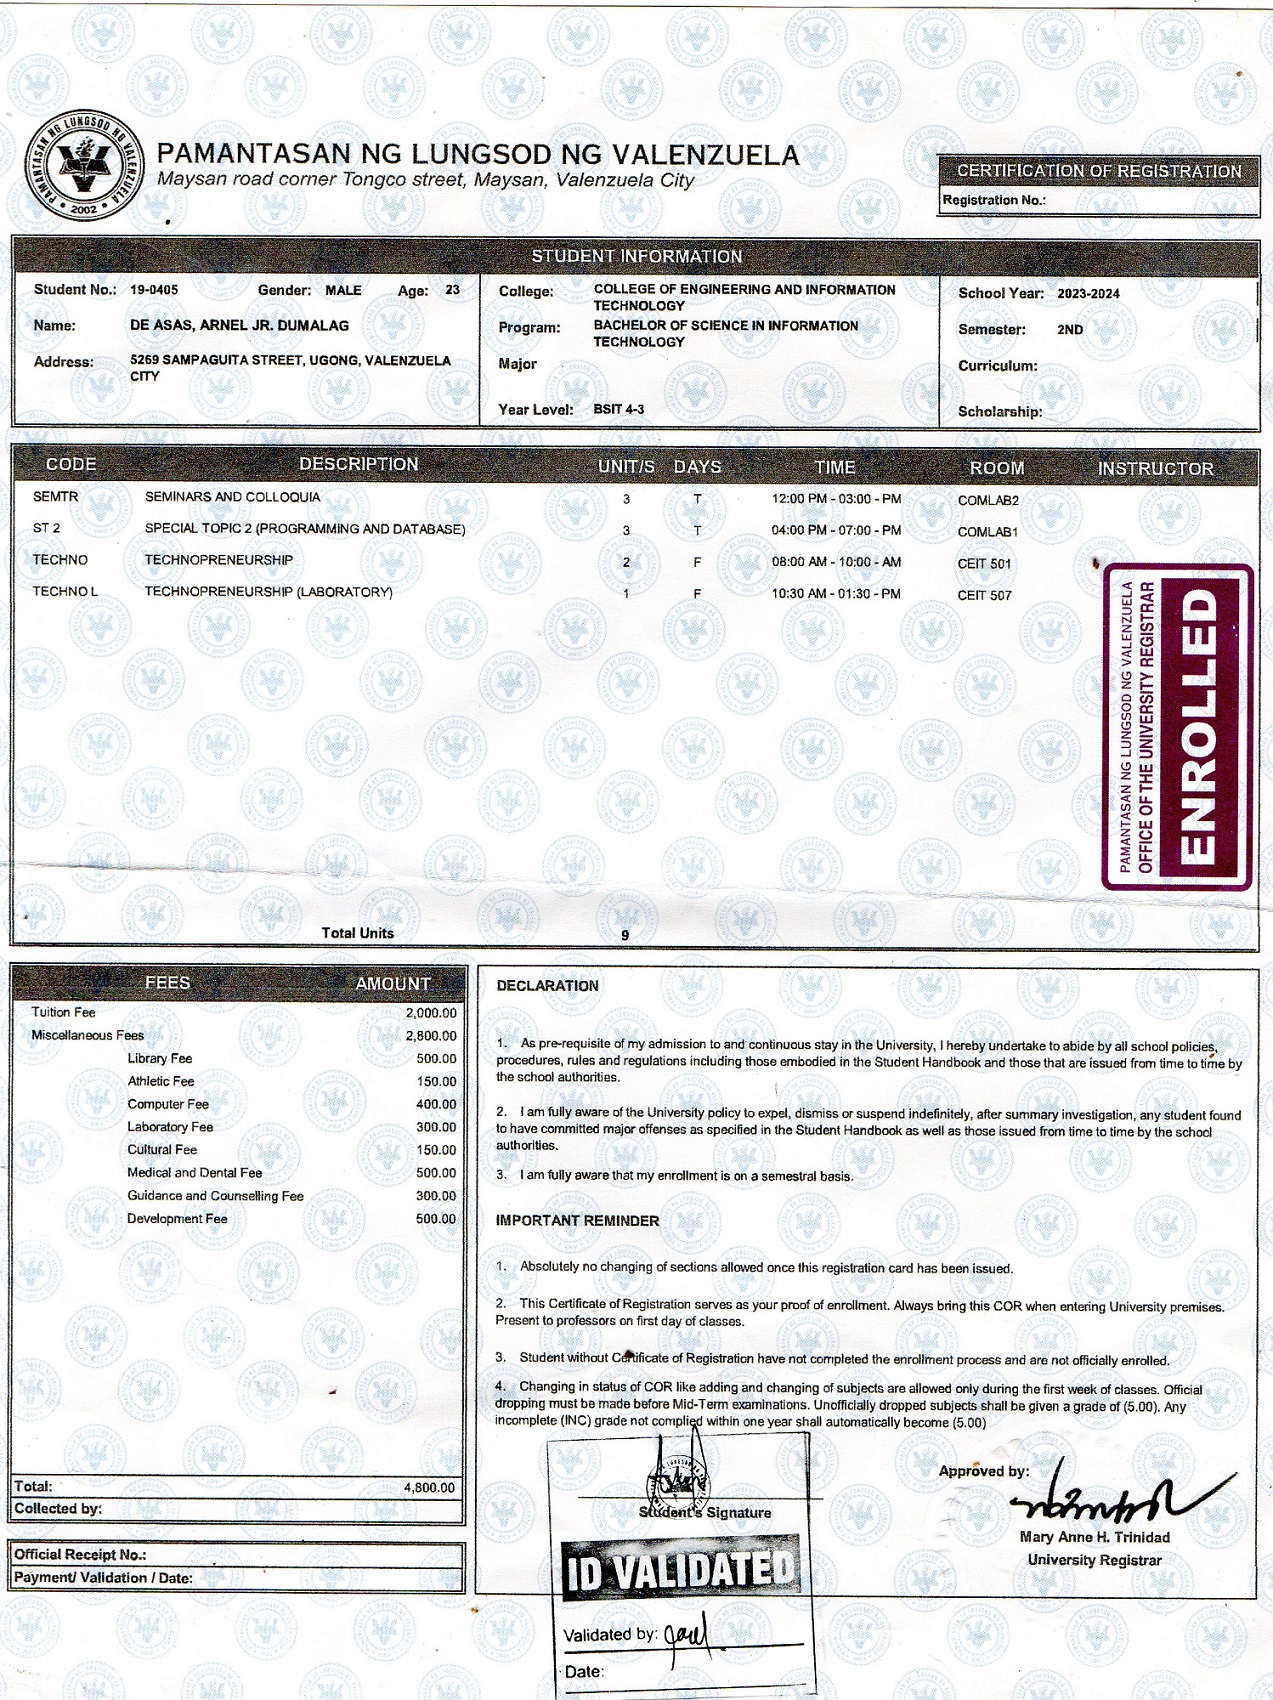 PAMANTASAN NG LUNGSOD NG VALENZUELA
2002
PAMANTASAN NG LUNGSOD NG VALENZUELA
Maysan road corner Tongco street, Maysan, Valenzuela City
CERTIFICATION OF REGISTRATION
Registration No.:
STUDENT INFORMATION
Student No.: 19-0405 Gender: MALE Age: 23
Name: DE ASAS, ARNEL JR. DUMALAG
Address: 5269 SAMPAGUITA STREET, UGONG, VALENZUELA
CITY
College: COLLEGE OF ENGINEERING AND INFORMATION
TECHNOLOGY
Program: BACHELOR OF SCIENCE IN INFORMATION
TECHNOLOGY
Major
Year Level: BSIT 4-3
School Year: 2023-2024
Semester: 2ND
Curriculum:
Scholarship:
CODE DESCRIPTION UNIT/S DAYS TIME ROOM INSTRUCTOR
SEMTR SEMINARS AND COLLOQUIA 3 T 12:00 PM - 03:00 - PM COMLAB2
ST 2 SPECIAL TOPIC 2 (PROGRAMMING AND DATABASE) 3 T 04:00 PM - 07:00 - PM COMLAB1
TECHNO TECHNOPRENEURSHIP 2 F 08:00 AM - 10:00 - AM CEIT 501
TECHNO L TECHNOPRENEURSHIP (LABORATORY) 1 F 10:30 AM - 01:30 - PM CEIT 507
PAMANTASAN NG LUNGSOD NG VALENZUELA
OFFICE OF THE UNIVERSITY REGISTRAR
ENROLLED
Total Units 9
FEES AMOUNT
Tuition Fee 2,000.00
Miscellaneous Fees 2,800.00
Library Fee 500.00
Athletic Fee 150.00
Computer Fee 400.00
Laboratory Fee 300.00
Cultural Fee 150.00
Medical and Dental Fee 500.00
Guidance and Counselling Fee 300.00
Development Fee 500.00
Total: 4,800.00
Collected by:
Official Receipt No.:
Payment/ Validation / Date:
DECLARATION
1. As pre-requisite of my admission to and continuous stay in the University, I hereby undertake to abide by all school policies,
procedures, rules and regulations including those embodied in the Student Handbook and those that are issued from time to time by
the school authorities.
2. I am fully aware of the University policy to expel, dismiss or suspend indefinitely, after summary investigation, any student found
to have committed major offenses as specified in the Student Handbook as well as those issued from time to time by the school
authorities.
3. I am fully aware that my enrollment is on a semestral basis.
IMPORTANT REMINDER
1. Absolutely no changing of sections allowed once this registration card has been issued.
2. This Certificate of Registration serves as your proof of enrollment. Always bring this COR when entering University premises.
Present to professors on first day of classes.
3. Student without Certificate of Registration have not completed the enrollment process and are not officially enrolled.
4. Changing in status of COR like adding and changing of subjects are allowed only during the first week of classes. Official
dropping must be made before Mid-Term examinations. Unofficially dropped subjects shall be given a grade of (5.00). Any
incomplete (INC) grade not complied within one year shall automatically become (5.00)
Student's Signature
ID VALIDATED
Validated by:
Date:
Approved by:
Mary Anne H. Trinidad
University Registrar